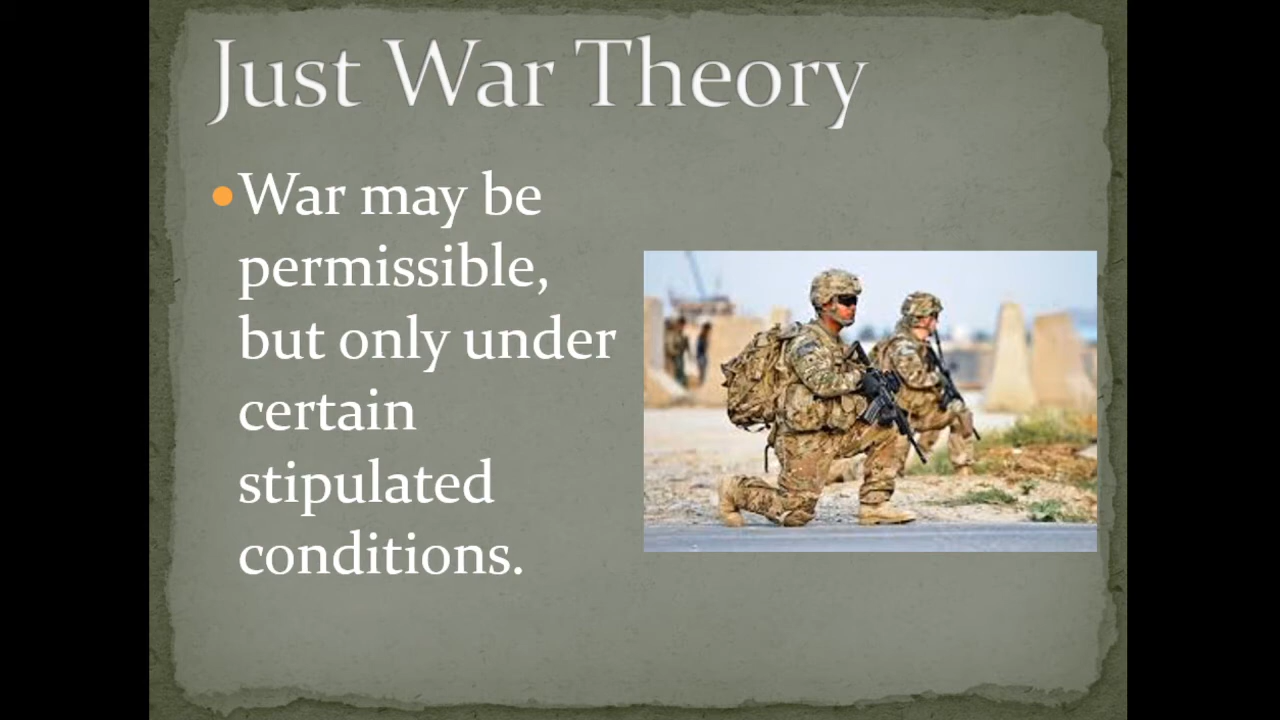 Just War Theory
War may be
permissible,
but only under
certain
stipulated
conditions.